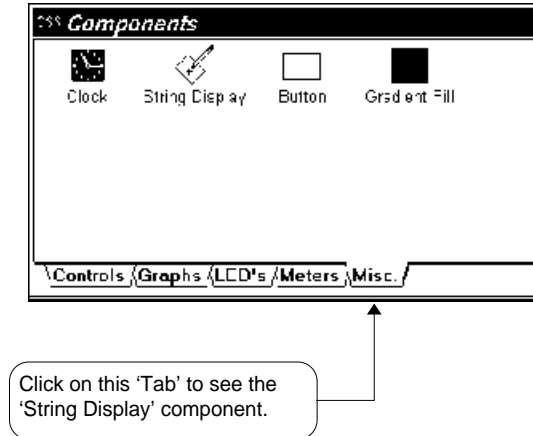 Components
Clock String Display Button Gradient Fill
Controls Graphs LED's Meters Misc.
Click on this ‘Tab’ to see the
‘String Display’ component.